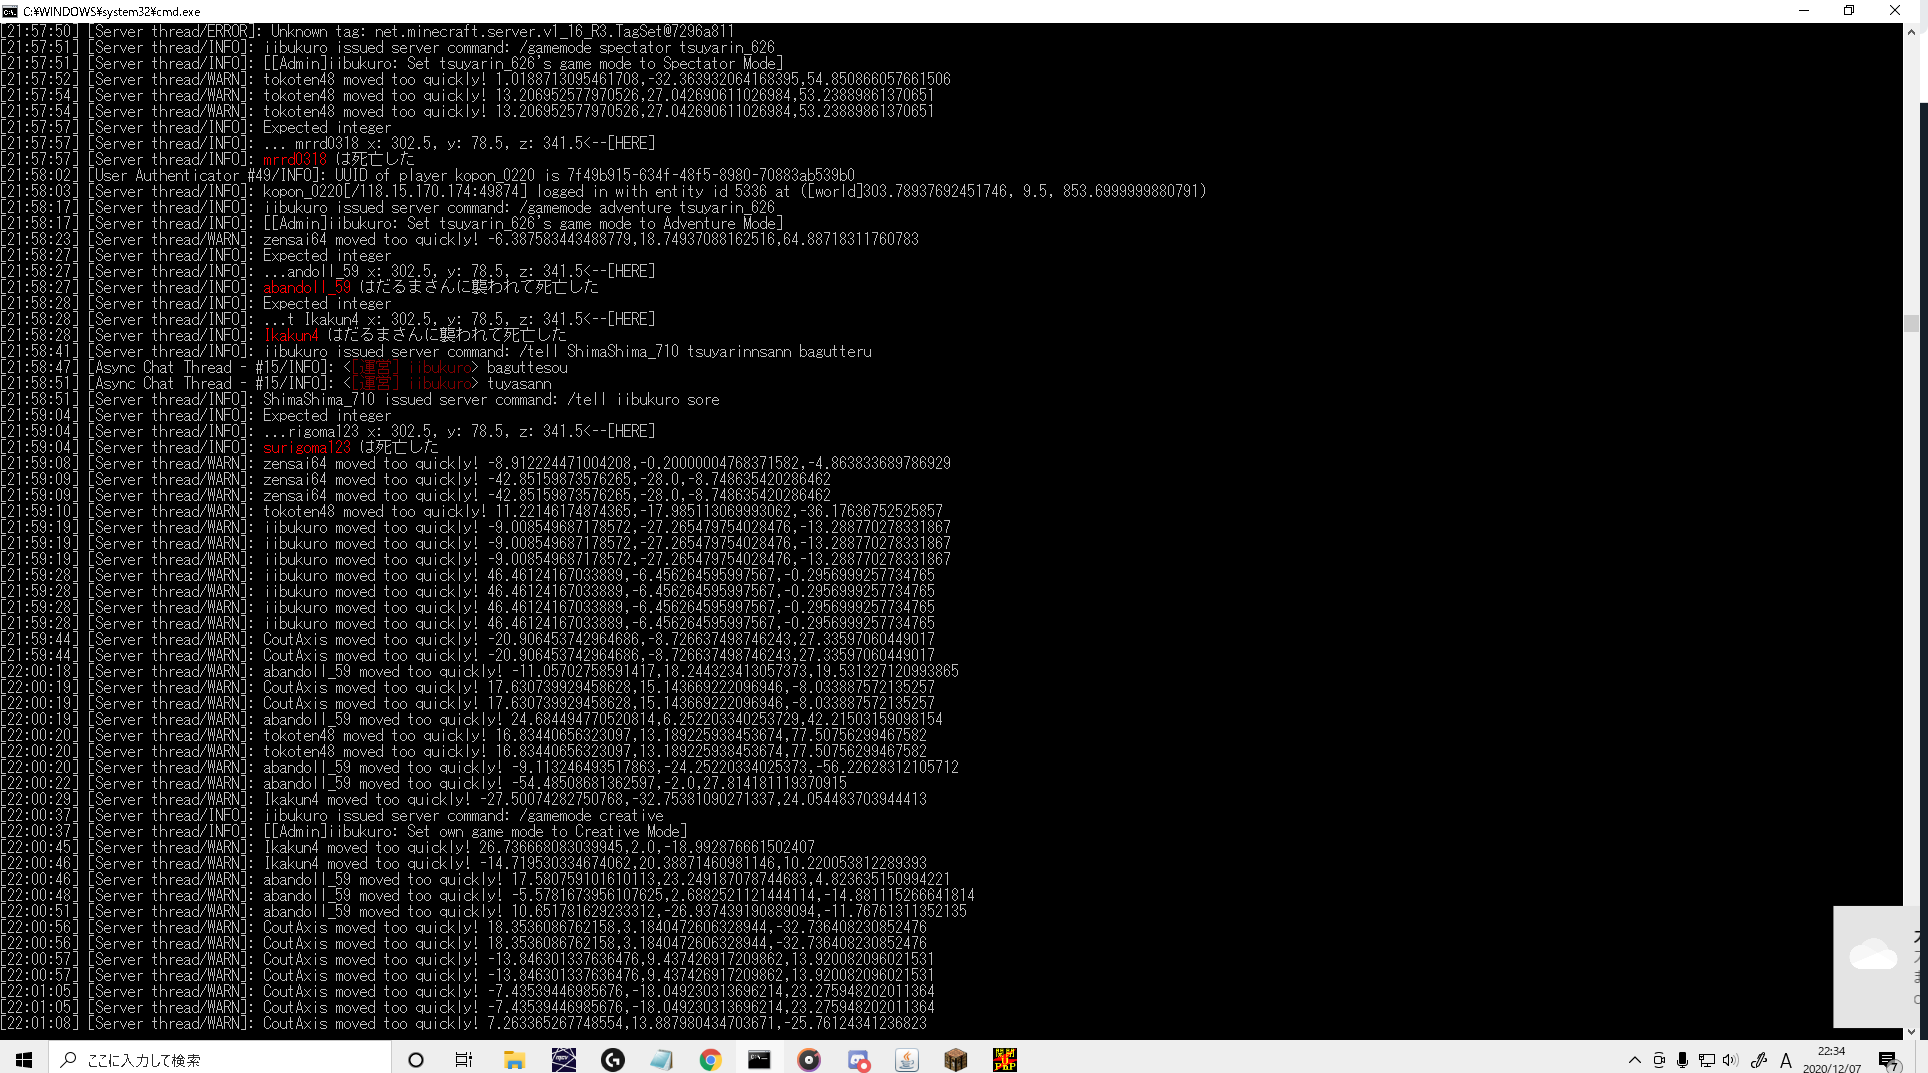 C:¥WINDOWS¥system32¥cmd.exe
[21:57:50] [Server thread/ERROR]: Unknown tag: net.minecraft.server.v1_16_R3.TagSet@7296a811
[21:57:51] [Server thread/INFO]: iibukuro issued server command: /gamemode spectator tsuyarin_626
[21:57:51] [Server thread/INFO]: [[Admin]iibukuro: Set tsuyarin_626's game mode to Spectator Mode]
[21:57:52] [Server thread/WARN]: tokoten48 moved too quickly! 1.0188713095461708,-32.363932064168395,54.850866057661506
[21:57:54] [Server thread/WARN]: tokoten48 moved too quickly! 13.206952577970526,27.042690611026984,53.23889861370651
[21:57:54] [Server thread/WARN]: tokoten48 moved too quickly! 13.206952577970526,27.042690611026984,53.23889861370651
[21:57:57] [Server thread/INFO]: Expected integer
[21:57:57] [Server thread/INFO]: ... mrrd0318 x: 302.5, y: 78.5, z: 341.5<--[HERE]
[21:57:57] [Server thread/INFO]: mrrd0318 は死亡した
[21:58:02] [User Authenticator #49/INFO]: UUID of player kopon_0220 is 7f49b915-634f-48f5-8980-70883ab539b0
[21:58:03] [Server thread/INFO]: kopon_0220[/118.15.170.174:49874] logged in with entity id 5336 at ([world]303.78937692451746, 9.5, 853.6999999880791)
[21:58:17] [Server thread/INFO]: iibukuro issued server command: /gamemode adventure tsuyarin_626
[21:58:17] [Server thread/INFO]: [[Admin]iibukuro: Set tsuyarin_626's game mode to Adventure Mode]
[21:58:23] [Server thread/WARN]: zensai64 moved too quickly! -6.387583443488779,18.74937088162516,64.88718311760783
[21:58:27] [Server thread/INFO]: Expected integer
[21:58:27] [Server thread/INFO]: ...andoll_59 x: 302.5, y: 78.5, z: 341.5<--[HERE]
[21:58:27] [Server thread/INFO]: abandoll_59 はだるまさんに襲われて死亡した
[21:58:28] [Server thread/INFO]: Expected integer
[21:58:28] [Server thread/INFO]: ...t Ikakun4 x: 302.5, y: 78.5, z: 341.5<--[HERE]
[21:58:28] [Server thread/INFO]: Ikakun4 はだるまさんに襲われて死亡した
[21:58:41] [Server thread/INFO]: iibukuro issued server command: /tell ShimaShima_710 tsuyarinnsann bagutteru
[21:58:47] [Async Chat Thread - #15/INFO]: <[運営] iibukuro> baguttesou
[21:58:51] [Async Chat Thread - #15/INFO]: <[運営] iibukuro> tuyasann
[21:58:51] [Server thread/INFO]: ShimaShima_710 issued server command: /tell iibukuro sore
[21:59:04] [Server thread/INFO]: Expected integer
[21:59:04] [Server thread/INFO]: ...rigoma123 x: 302.5, y: 78.5, z: 341.5<--[HERE]
[21:59:04] [Server thread/INFO]: surigoma123 は死亡した
[21:59:08] [Server thread/WARN]: zensai64 moved too quickly! -8.912224471004208,-0.20000004768371582,-4.863833689786929
[21:59:09] [Server thread/WARN]: zensai64 moved too quickly! -42.85159873576265,-28.0,-8.748635420286462
[21:59:09] [Server thread/WARN]: zensai64 moved too quickly! -42.85159873576265,-28.0,-8.748635420286462
[21:59:10] [Server thread/WARN]: tokoten48 moved too quickly! 11.22146174874365,-17.985113069993062,-36.17636752525857
[21:59:19] [Server thread/WARN]: iibukuro moved too quickly! -9.008549687178572,-27.265479754028476,-13.288770278331867
[21:59:19] [Server thread/WARN]: iibukuro moved too quickly! -9.008549687178572,-27.265479754028476,-13.288770278331867
[21:59:19] [Server thread/WARN]: iibukuro moved too quickly! -9.008549687178572,-27.265479754028476,-13.288770278331867
[21:59:28] [Server thread/WARN]: iibukuro moved too quickly! 46.46124167033889,-6.456264595997567,-0.2956999257734765
[21:59:28] [Server thread/WARN]: iibukuro moved too quickly! 46.46124167033889,-6.456264595997567,-0.2956999257734765
[21:59:28] [Server thread/WARN]: iibukuro moved too quickly! 46.46124167033889,-6.456264595997567,-0.2956999257734765
[21:59:28] [Server thread/WARN]: iibukuro moved too quickly! 46.46124167033889,-6.456264595997567,-0.2956999257734765
[21:59:44] [Server thread/WARN]: CoutAxis moved too quickly! -20.906453742964686,-8.726637498746243,27.33597060449017
[21:59:44] [Server thread/WARN]: CoutAxis moved too quickly! -20.906453742964686,-8.726637498746243,27.33597060449017
[22:00:18] [Server thread/WARN]: abandoll_59 moved too quickly! -11.05702758591417,18.244323413057373,19.531327120993865
[22:00:19] [Server thread/WARN]: CoutAxis moved too quickly! 17.630739929458628,15.143669222096946,-8.033887572135257
[22:00:19] [Server thread/WARN]: CoutAxis moved too quickly! 17.630739929458628,15.143669222096946,-8.033887572135257
[22:00:19] [Server thread/WARN]: abandoll_59 moved too quickly! 24.684494770520814,6.252203340253729,42.21503159098154
[22:00:20] [Server thread/WARN]: tokoten48 moved too quickly! 16.83440656323097,13.189225938453674,77.50756299467582
[22:00:20] [Server thread/WARN]: tokoten48 moved too quickly! 16.83440656323097,13.189225938453674,77.50756299467582
[22:00:20] [Server thread/WARN]: abandoll_59 moved too quickly! -9.113246493517863,-24.25220334025373,-56.22628312105712
[22:00:22] [Server thread/WARN]: abandoll_59 moved too quickly! -54.48508681362597,-2.0,27.814181119370915
[22:00:29] [Server thread/WARN]: Ikakun4 moved too quickly! -27.50074282750768,-32.75381090271337,24.054483703944413
[22:00:37] [Server thread/INFO]: iibukuro issued server command: /gamemode creative
[22:00:37] [Server thread/INFO]: [[Admin]iibukuro: Set own game mode to Creative Mode]
[22:00:45] [Server thread/WARN]: Ikakun4 moved too quickly! 26.736668083039945,2.0,-18.992876661502407
[22:00:46] [Server thread/WARN]: Ikakun4 moved too quickly! -14.719530334674062,20.38871460981146,10.220053812289393
[22:00:46] [Server thread/WARN]: abandoll_59 moved too quickly! 17.580759101610113,23.249187078744683,4.823635150994221
[22:00:48] [Server thread/WARN]: abandoll_59 moved too quickly! -5.5781673956107625,2.6882521121444114,-14.881115266641814
[22:00:51] [Server thread/WARN]: abandoll_59 moved too quickly! 10.651781629233312,-26.937439190889094,-11.76761311352135
[22:00:56] [Server thread/WARN]: CoutAxis moved too quickly! 18.3536086762158,3.1840472606328944,-32.736408230852476
[22:00:56] [Server thread/WARN]: CoutAxis moved too quickly! 18.3536086762158,3.1840472606328944,-32.736408230852476
[22:00:57] [Server thread/WARN]: CoutAxis moved too quickly! -13.846301337636476,9.437426917209862,13.920082096021531
[22:00:57] [Server thread/WARN]: CoutAxis moved too quickly! -13.846301337636476,9.437426917209862,13.920082096021531
[22:01:05] [Server thread/WARN]: CoutAxis moved too quickly! -7.43539446985676,-18.049230313696214,23.275948202011364
[22:01:05] [Server thread/WARN]: CoutAxis moved too quickly! -7.43539446985676,-18.049230313696214,23.275948202011364
[22:01:08] [Server thread/WARN]: CoutAxis moved too quickly! 7.263365267748554,13.887980434703671,-25.76124341236823
ここに入力して検索
A
22:34
2020/12/07
7